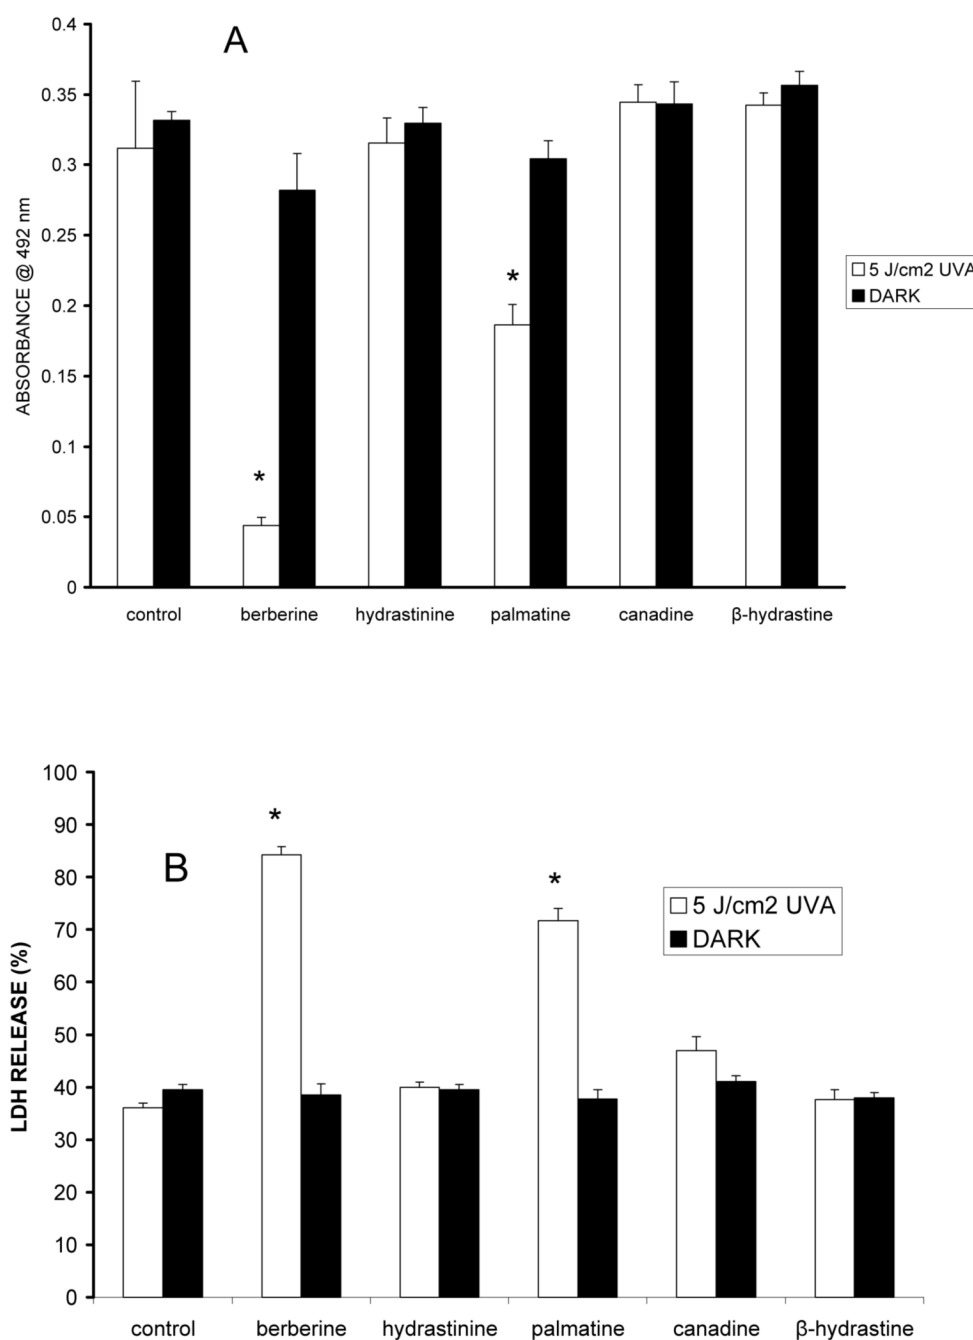 A
0.4
0.35
0.3
0.25
0.2
0.15
0.1
0.05
0
ABSORBANCE @ 492 nm
*
*
5 J/cm2 UVA
DARK
control berberine hydrastinine palmatine canadine β-hydrastine
B
100
90
80
70
60
50
40
30
20
10
0
LDH RELEASE (%)
*
*
5 J/cm2 UVA
DARK
control berberine hydrastinine palmatine canadine β-hydrastine